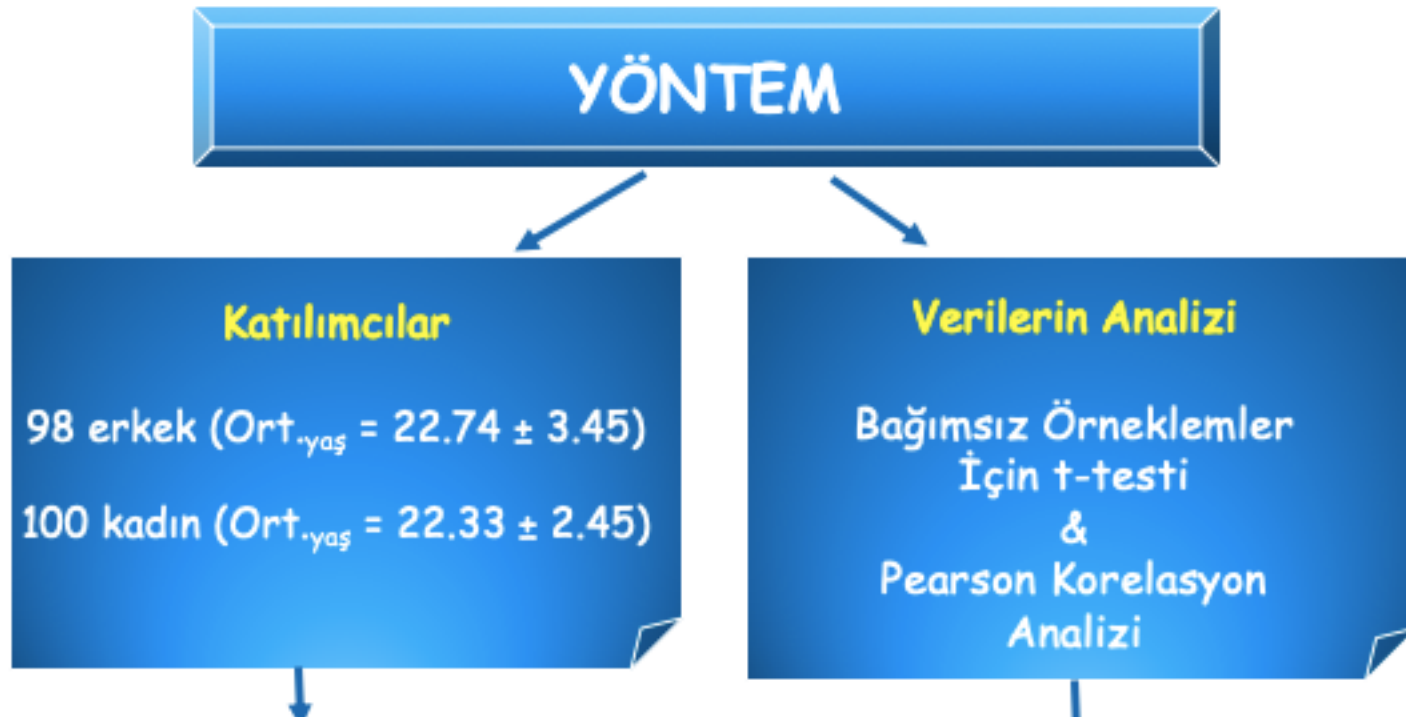 YÖNTEM
Katılımcılar
98 erkek (Ort.yaş = 22.74 ± 3.45)
100 kadın (Ort.yaş = 22.33 ± 2.45)
Verilerin Analizi
Bağımsız Örneklemler
İçin t-testi
&
Pearson Korelasyon
Analizi